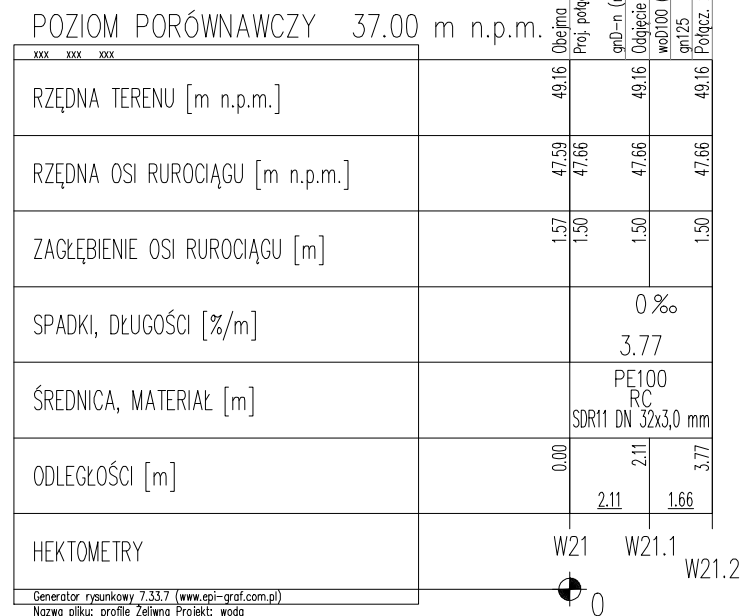 POZIOM PORÓWNAWCZY 37.00 m n.p.m.
Obejma
Proj. połą
gnD-n (
Odgięcie
woD100 (
gn125
Połącz.
xxx xxx xxx
RZĘDNA TERENU [m n.p.m.]
49.16 49.16 49.16
RZĘDNA OSI RUROCIĄGU [m n.p.m.]
47.59 47.66 47.66 47.66
ZAGŁĘBIENIE OSI RUROCIĄGU [m]
1.57 1.50 1.50 1.50
SPADKI, DŁUGOŚCI [%/m]
0 ‰
3.77
ŚREDNICA, MATERIAŁ [m]
PE100
RC
SDR11 DN 32x3,0 mm
ODLEGŁOŚCI [m]
0.00 2.11 3.77
2.11 1.66
HEKTOMETRY
W21 W21.1
W21.2
0
Generator rysunkowy 7.33.7 (www.epi-graf.com.pl)
Nazwa pliku: profile Żeliwna Projekt: woda